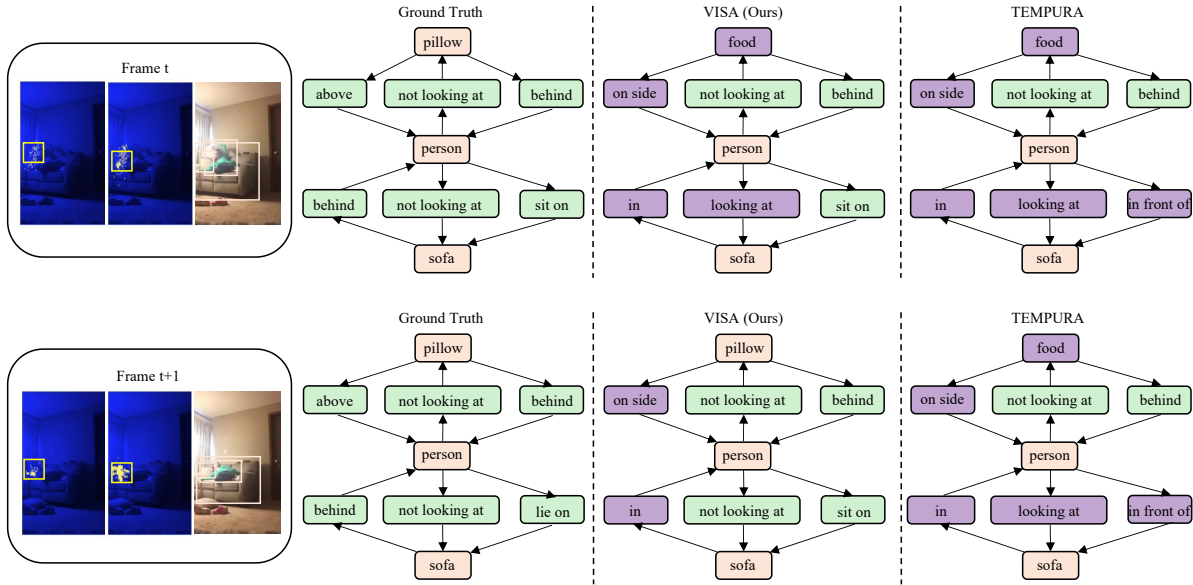 Ground Truth
VISA (Ours)
TEMPURA
Frame t
pillow
above
not looking at
behind
person
behind
not looking at
sit on
sofa
food
on side
not looking at
behind
person
in
looking at
sit on
sofa
food
on side
not looking at
behind
person
in
looking at
in front of
sofa
Ground Truth
VISA (Ours)
TEMPURA
Frame t+1
pillow
above
not looking at
behind
person
behind
not looking at
lie on
sofa
pillow
on side
not looking at
behind
person
in
not looking at
sit on
sofa
food
on side
not looking at
behind
person
in
looking at
in front of
sofa